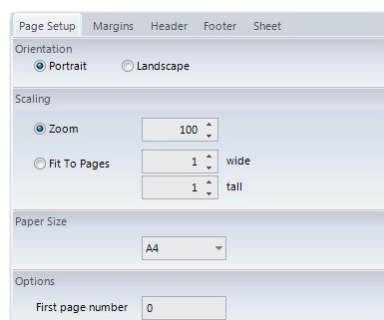 Page Setup Margins Header Footer Sheet
Orientation
Portrait Landscape
Scaling
Zoom 100
Fit To Pages 1 wide
1 tall
Paper Size
A4
Options
First page number 0